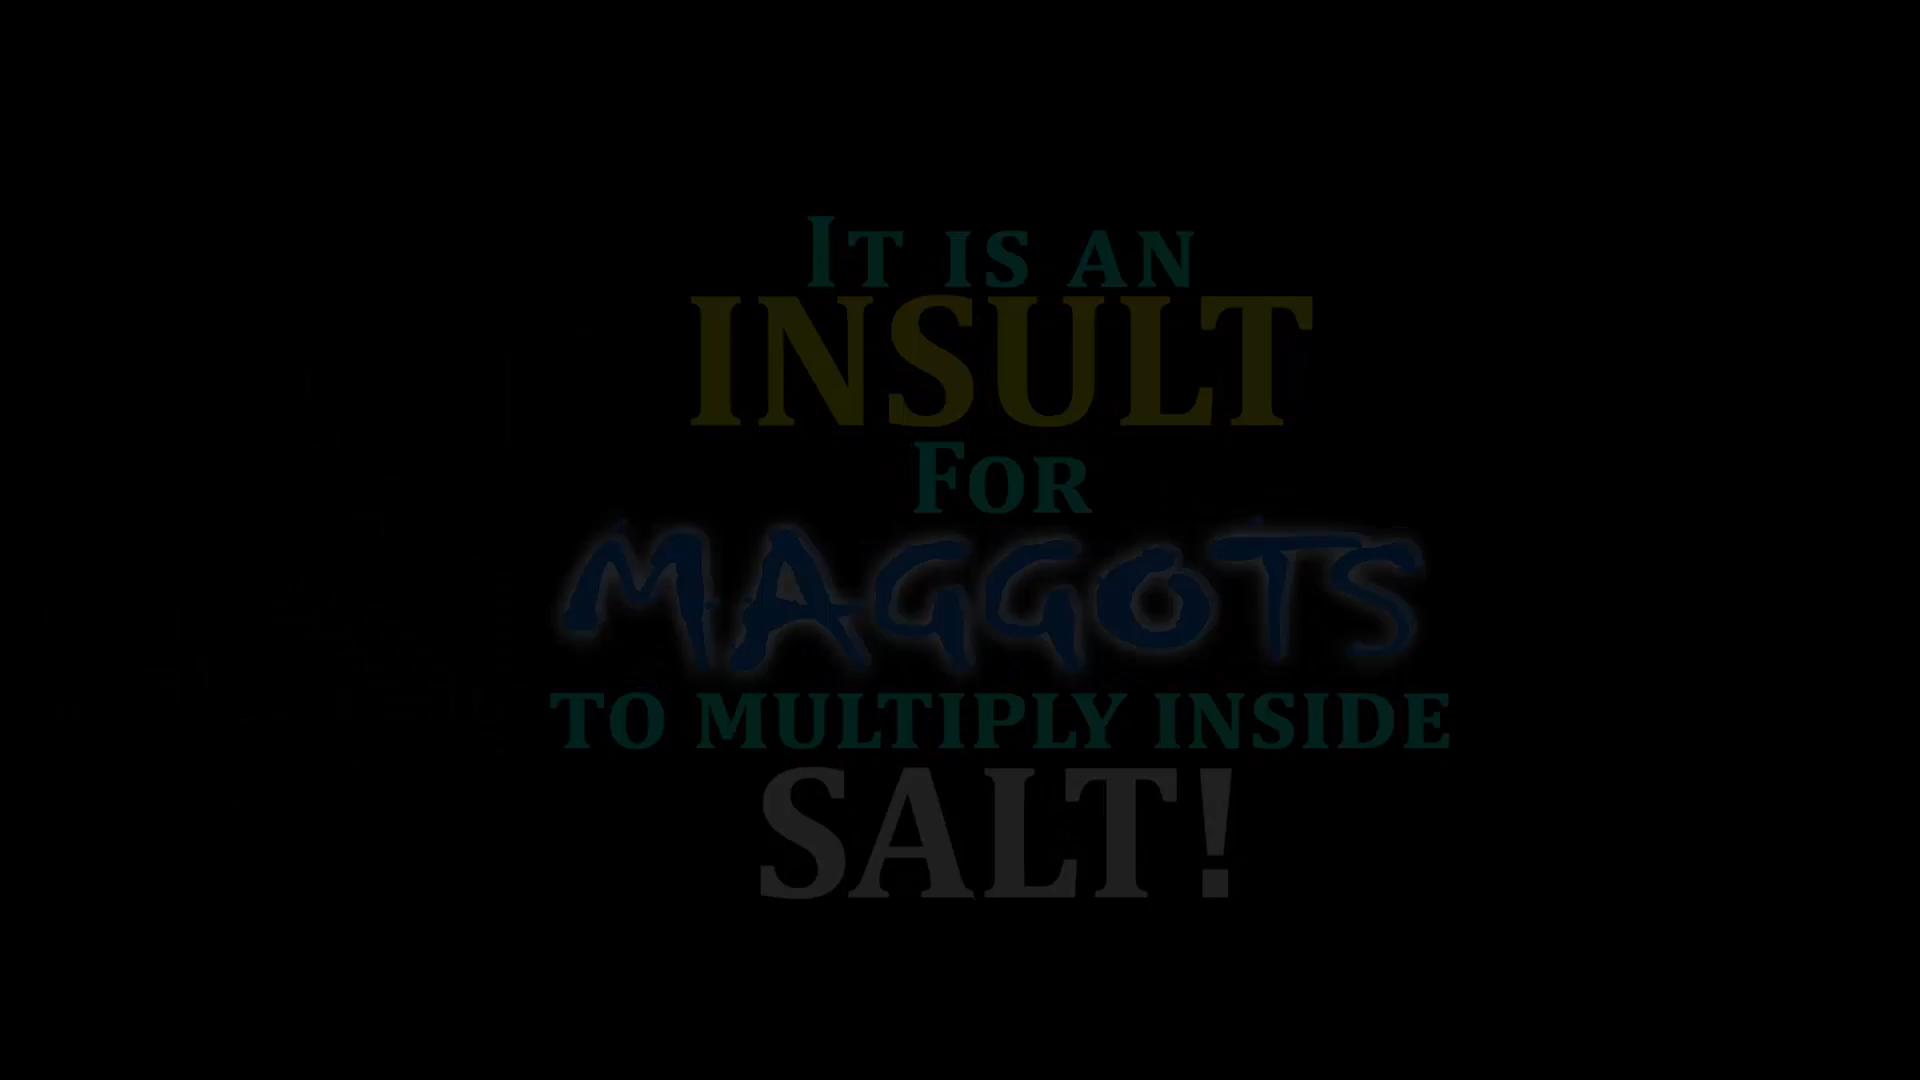 It is an
INSULT
For
MAGGOTS
to multiply inside
SALT!